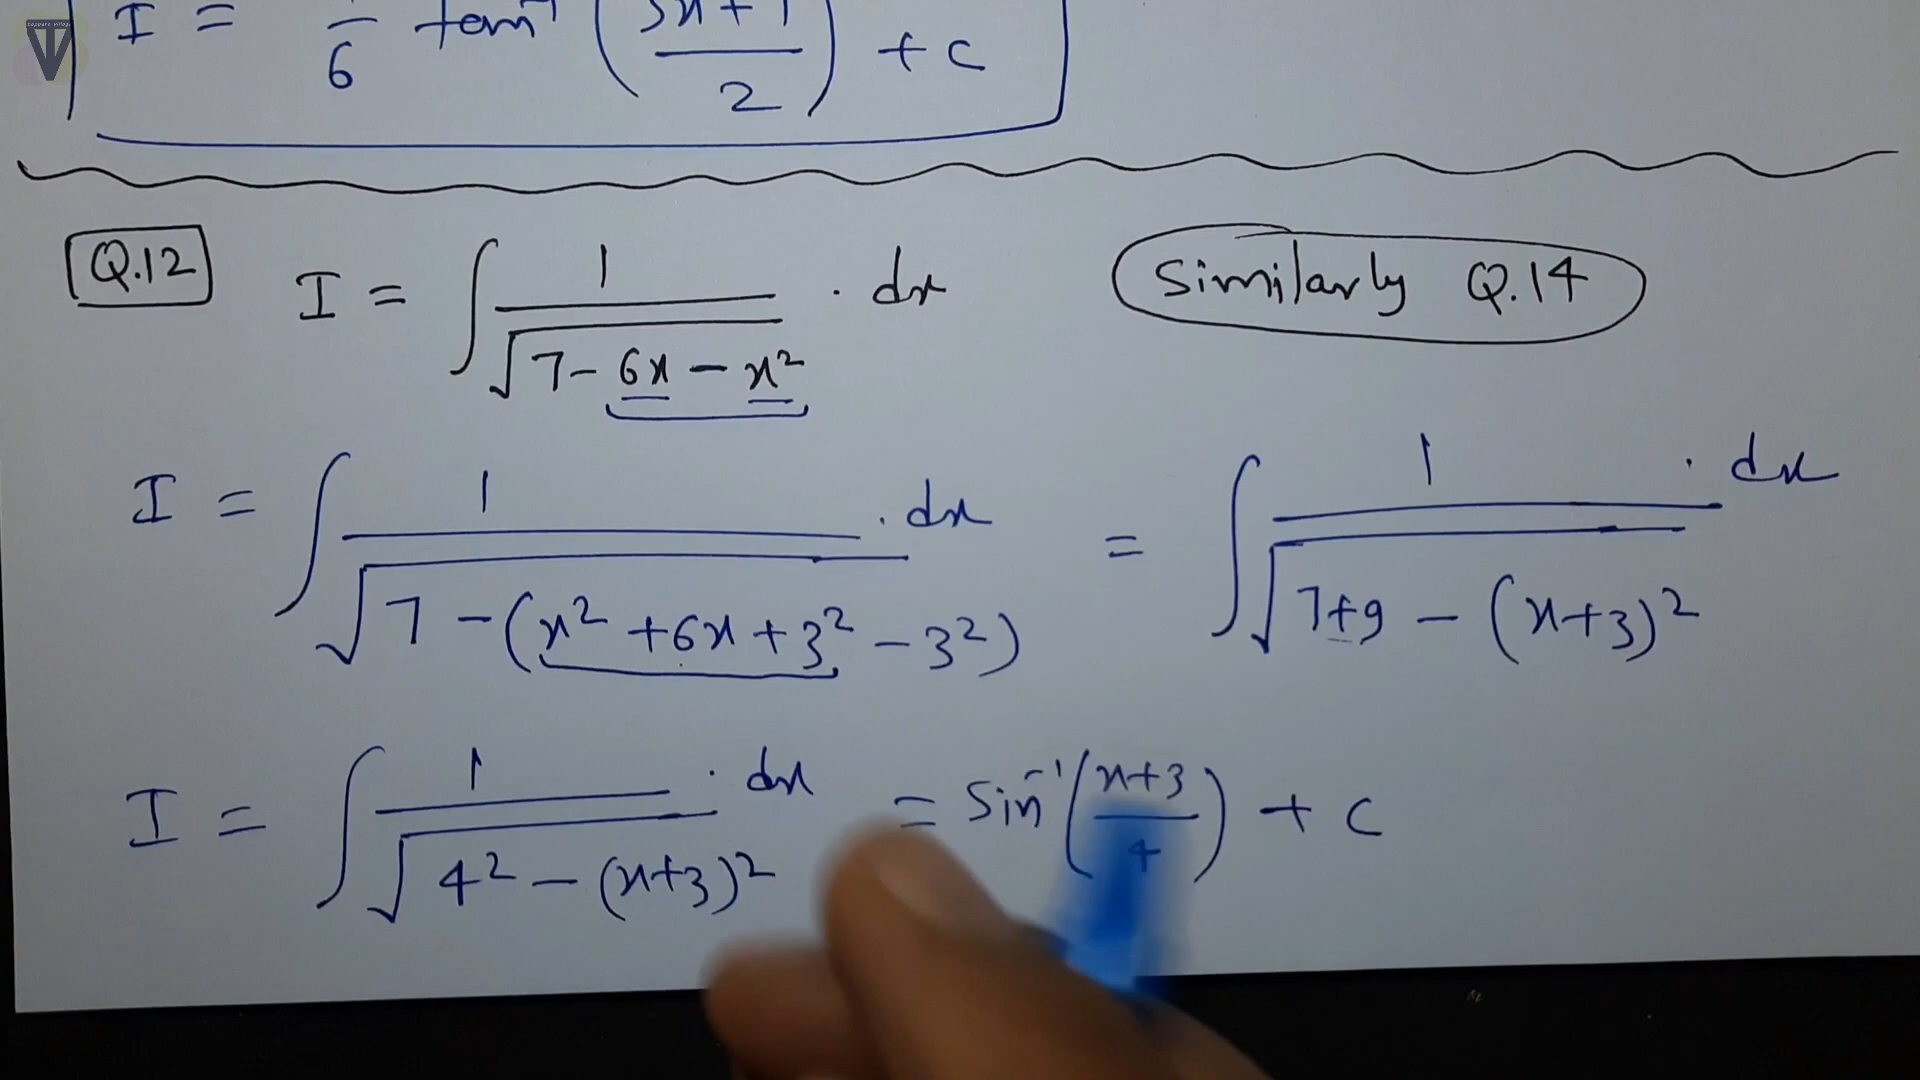 I = 1/6 tan⁻¹ ((3x+1)/2) + c
Q.12 I = ∫ 1/√(7-6x-x²) . dx Similarly Q.14
I = ∫ 1/√(7-(x²+6x+3²-3²)) . dx = ∫ 1/√(7+9-(x+3)²) . dx
I = ∫ 1/√(4²-(x+3)²) . dx = Sin⁻¹((x+3)/4) + c